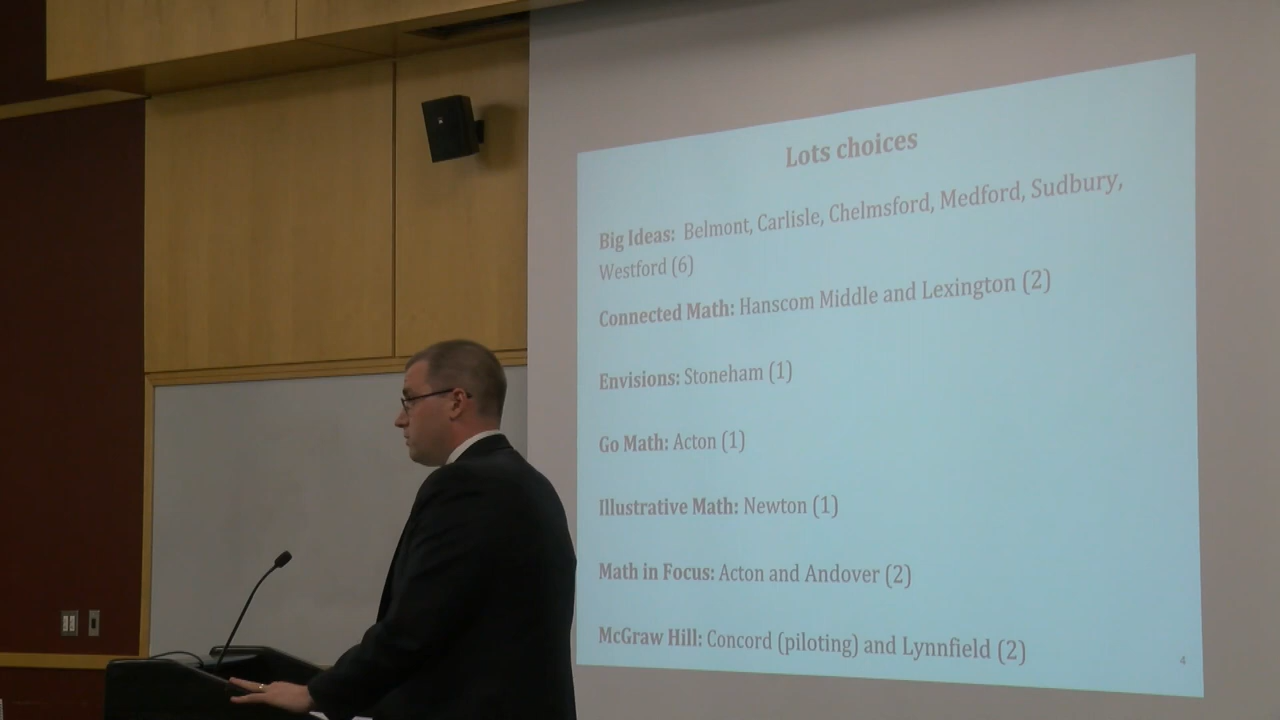 Lots choices
Big Ideas: Belmont, Carlisle, Chelmsford, Medford, Sudbury,
Westford (6)
Connected Math: Hanscom Middle and Lexington (2)
Envisions: Stoneham (1)
Go Math: Acton (1)
Illustrative Math: Newton (1)
Math in Focus: Acton and Andover (2)
McGraw Hill: Concord (piloting) and Lynnfield (2)
4